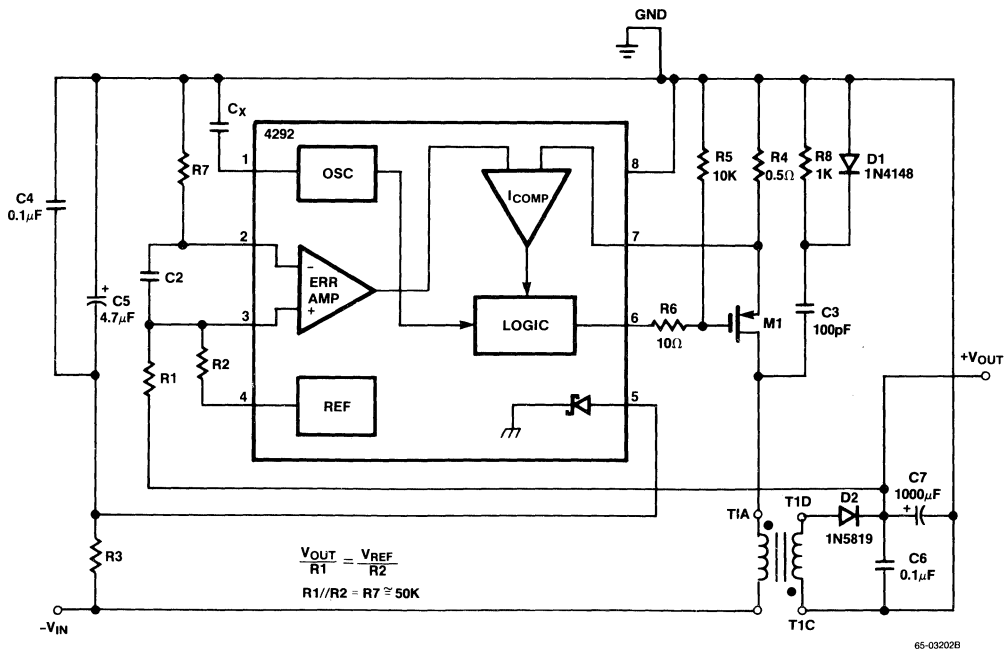 GND
C4
0.1μF
C5
4.7μF
+
R7
CX
C2
R1
R2
R3
4292
1
2
3
4
5
6
7
8
OSC
ERR
AMP
−
+
REF
ICOMP
LOGIC
R5
10K
R4
0.5Ω
R8
1K
D1
1N4148
R6
10Ω
M1
C3
100pF
+VOUT
C7
1000μF
+
T1A
T1D
D2
1N5819
C6
0.1μF
T1C
VOUT/R1 = VREF/R2
R1//R2 = R7 ≅ 50K
−VIN
65-03202B